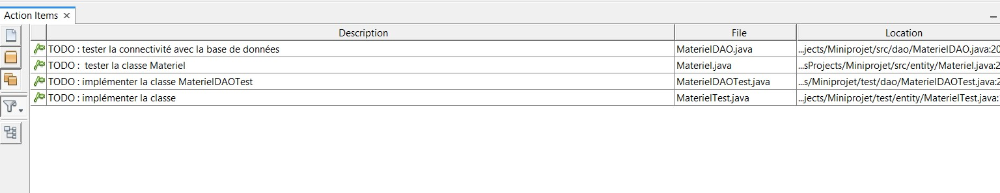 Action Items
Description File Location
TODO : tester la connectivité avec la base de données MaterielDAO.java ...jects/Miniprojet/src/dao/MaterielDAO.java:20
TODO :  tester la classe Materiel Materiel.java ...sProjects/Miniprojet/src/entity/Materiel.java:2
TODO : implémenter la classe MaterielDAOTest MaterielDAOTest.java ...s/Miniprojet/test/dao/MaterielDAOTest.java:2
TODO : implémenter la classe MaterielTest.java ...jects/Miniprojet/test/entity/MaterielTest.java: